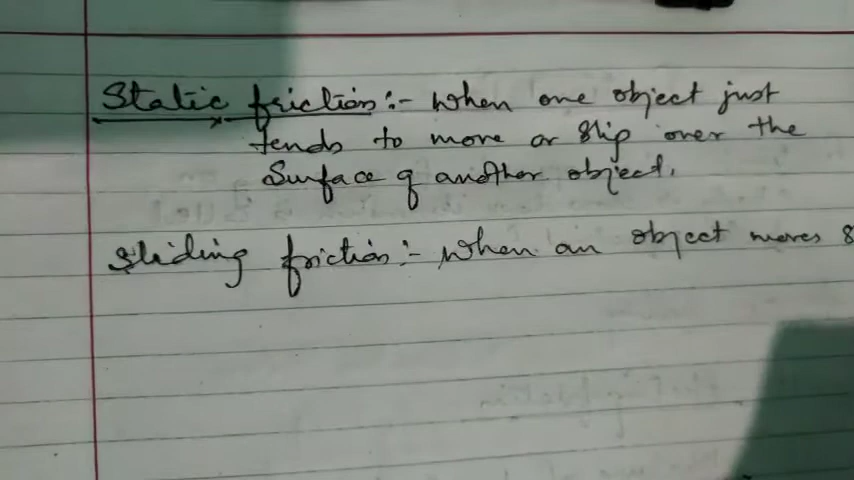 Static friction :- When one object just
tends to move or slip over the
Surface of another object.
Sliding friction :- When an object moves